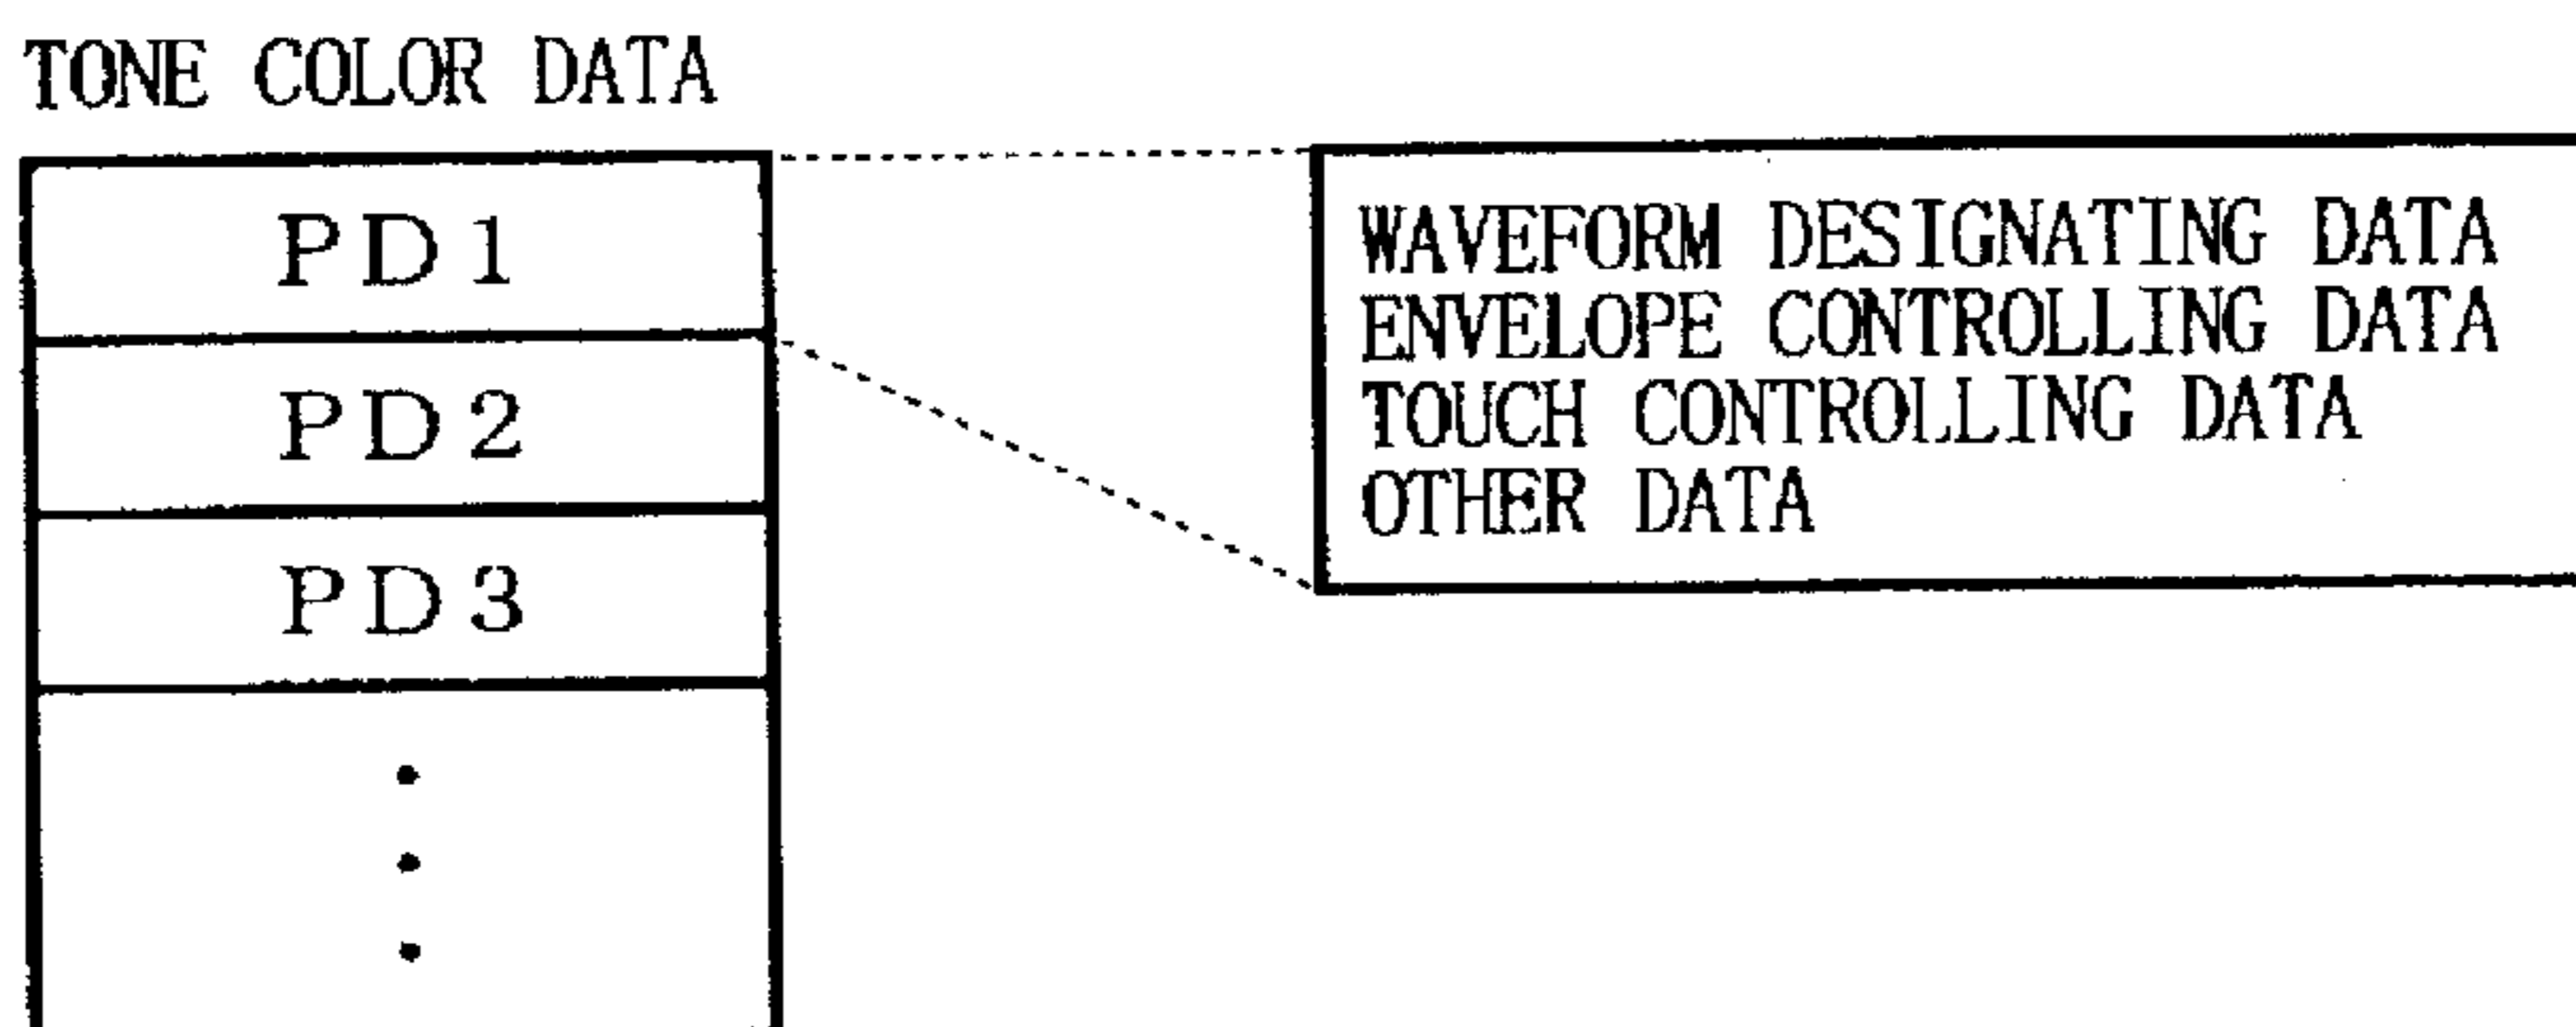 TONE COLOR DATA
PD1
PD2
PD3
WAVEFORM DESIGNATING DATA
ENVELOPE CONTROLLING DATA
TOUCH CONTROLLING DATA
OTHER DATA